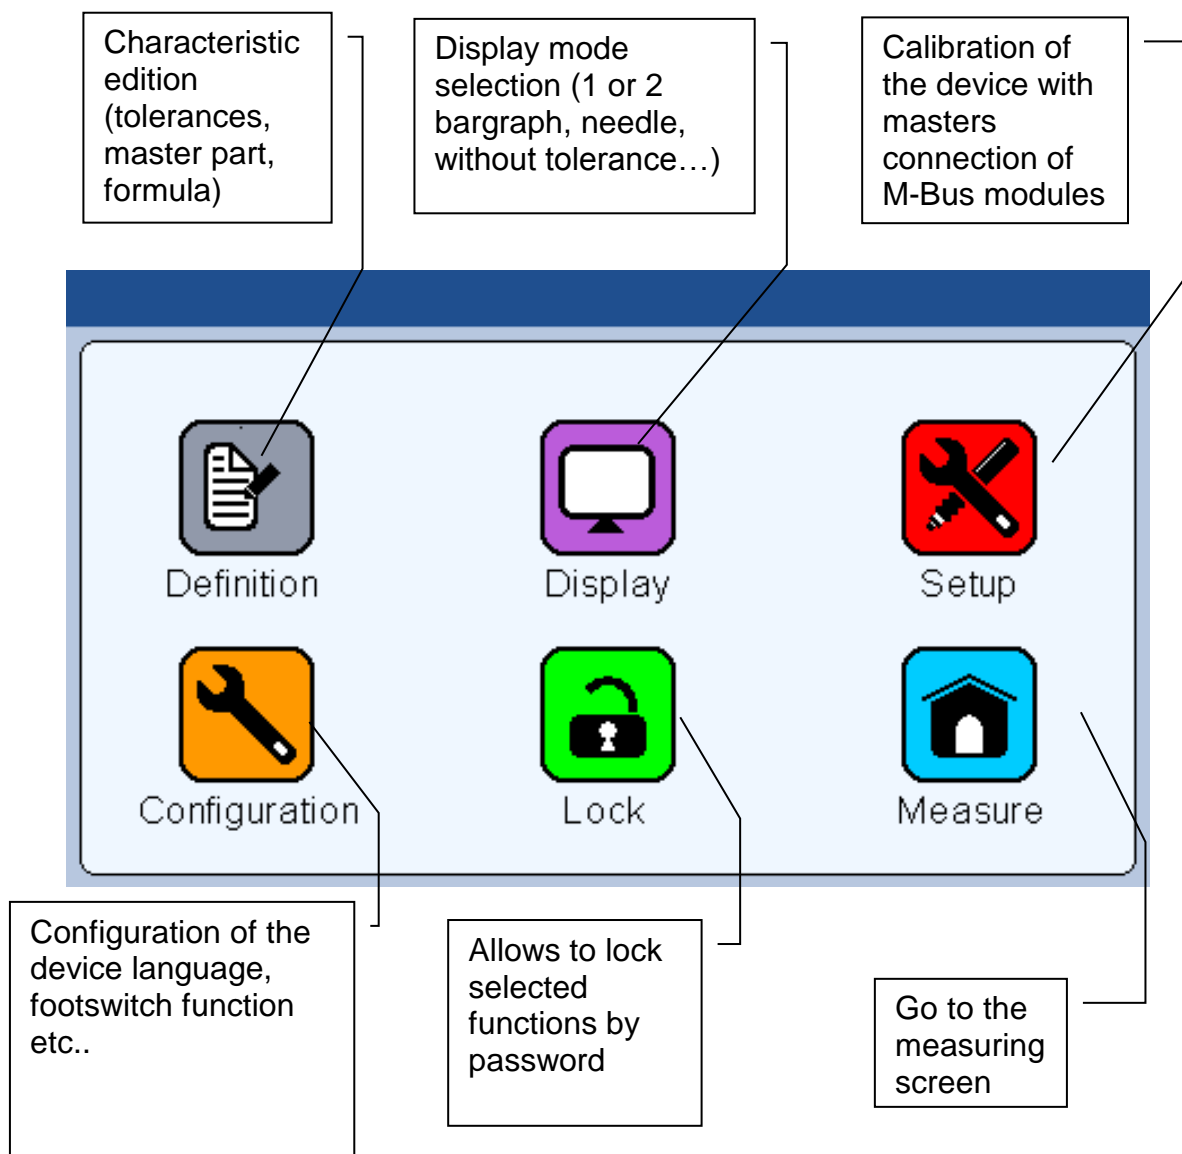 Characteristic
edition
(tolerances,
master part,
formula)
Display mode
selection (1 or 2
bargraph, needle,
without tolerance…)
Calibration of
the device with
masters
connection of
M-Bus modules
Definition
Display
Setup
Configuration
Lock
Measure
Configuration of the
device language,
footswitch function
etc..
Allows to lock
selected
functions by
password
Go to the
measuring
screen